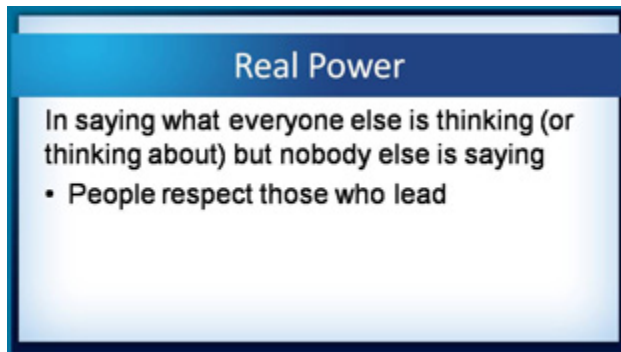 Real Power
In saying what everyone else is thinking (or
thinking about) but nobody else is saying
• People respect those who lead